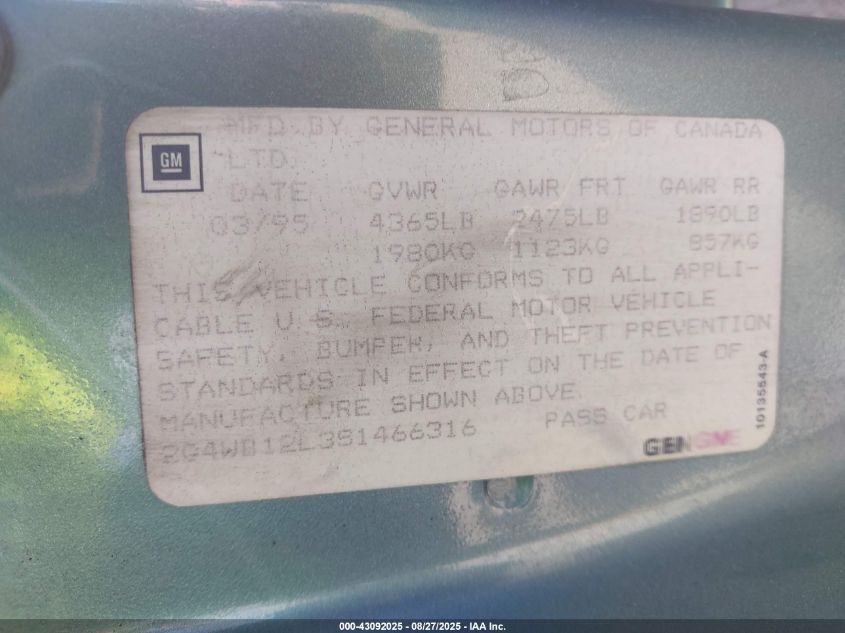 MFD BY GENERAL MOTORS OF CANADA
GM
LTD
DATE GVWR GAWR FRT GAWR RR
03/95 4365LB 2475LB 1890LB
1980KG 1123KG 857KG
THIS VEHICLE CONFORMS TO ALL APPLI-
CABLE U.S. FEDERAL MOTOR VEHICLE
SAFETY, BUMPER, AND THEFT PREVENTION
STANDARDS IN EFFECT ON THE DATE OF
MANUFACTURE SHOWN ABOVE.
2G4WB12L3S1466316 PASS CAR
GEN
10135543-A
000-43092025 - 08/27/2025 - IAA Inc.